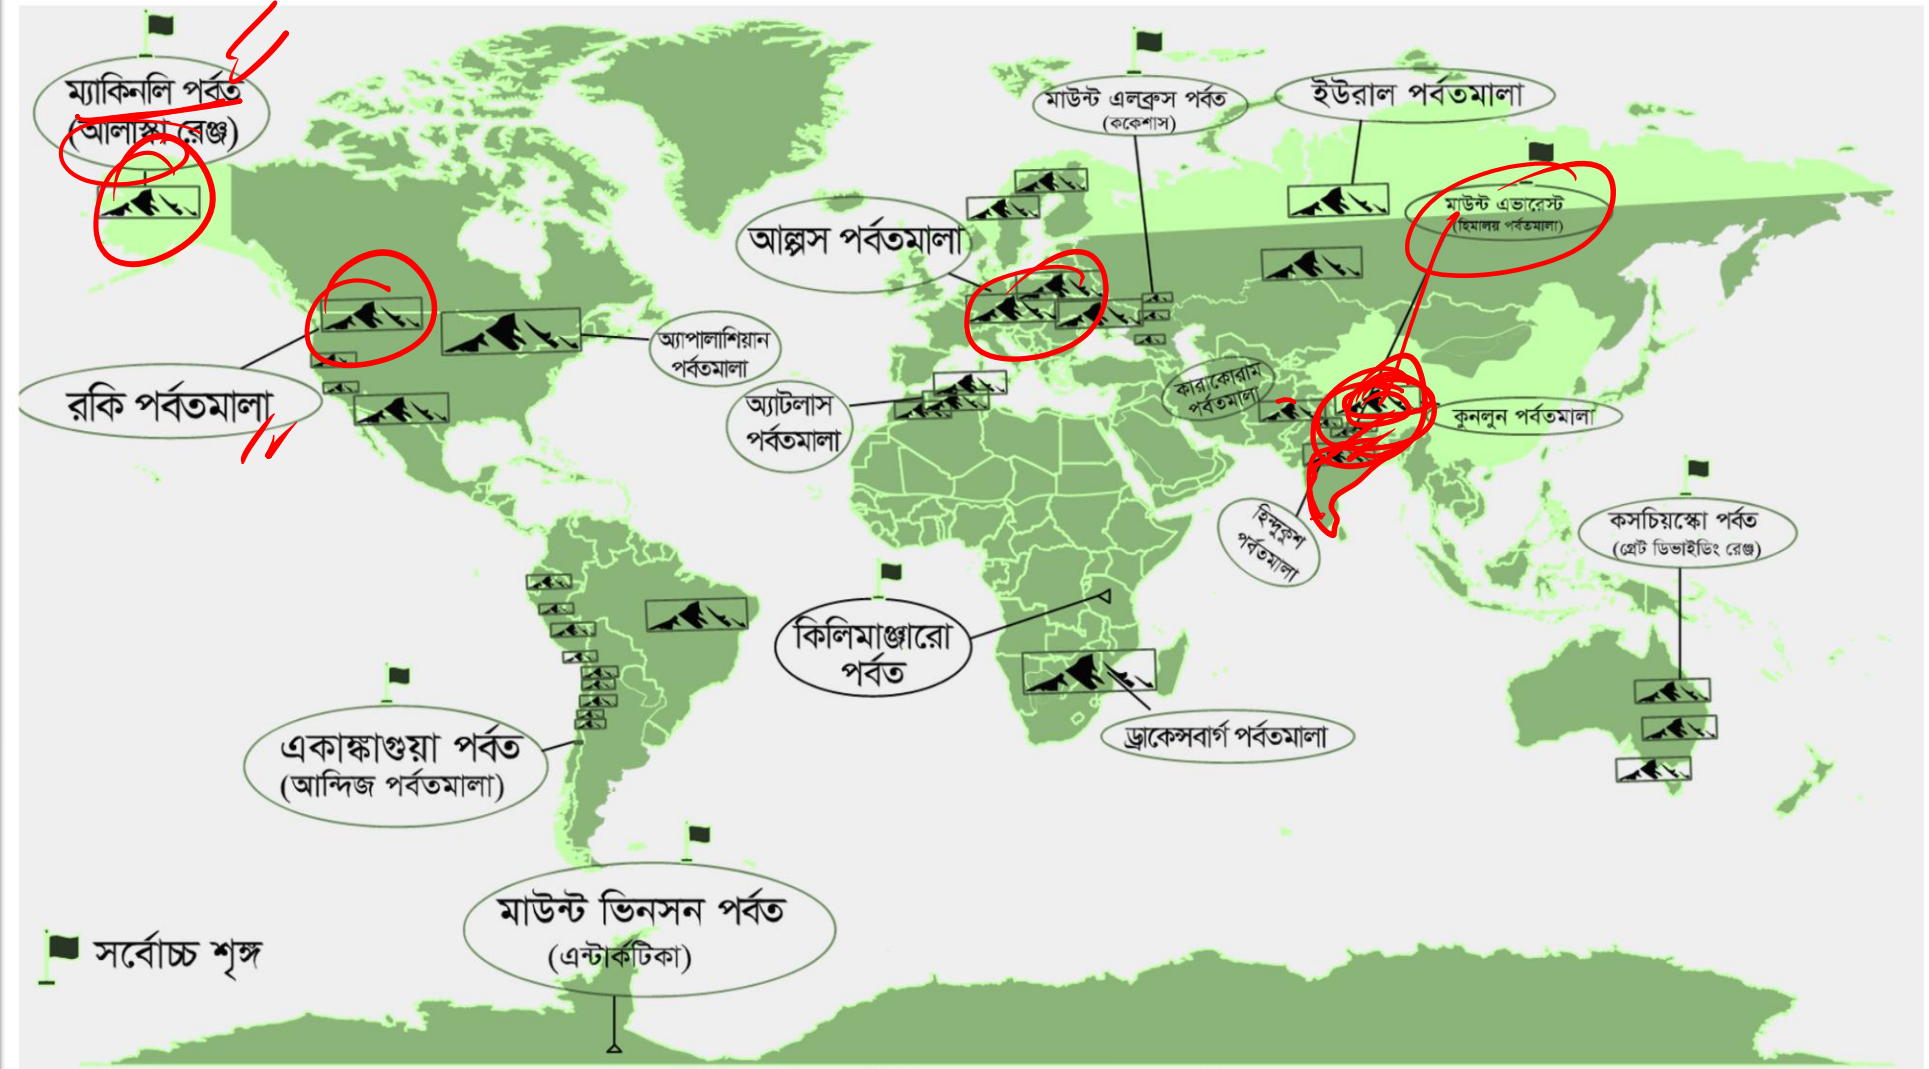 ম্যাকিনলি পর্বত
(আলাস্কা রেঞ্জ)
মাউন্ট এলব্রুস পর্বত
(ককেশাস)
ইউরাল পর্বতমালা
মাউন্ট এভারেস্ট
(হিমালয় পর্বতমালা)
আল্পস পর্বতমালা
রকি পর্বতমালা
অ্যাপালাশিয়ান
পর্বতমালা
অ্যাটলাস
পর্বতমালা
কারাকোরাম
পর্বতমালা
কুনলুন পর্বতমালা
হিন্দুকুশ
পর্বতমালা
কসচিয়স্কো পর্বত
(গ্রেট ডিভাইডিং রেঞ্জ)
কিলিমাঞ্জারো
পর্বত
ড্রাকেন্সবার্গ পর্বতমালা
একাঙ্কাগুয়া পর্বত
(আন্দিজ পর্বতমালা)
মাউন্ট ভিনসন পর্বত
(এন্টার্কটিকা)
সর্বোচ্চ শৃঙ্গ